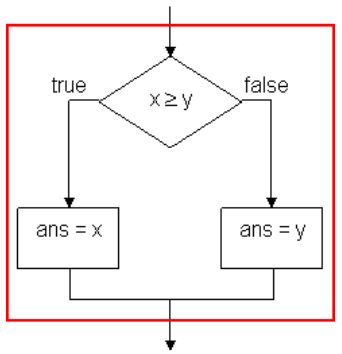 true
false
x ≥ y
ans = x
ans = y